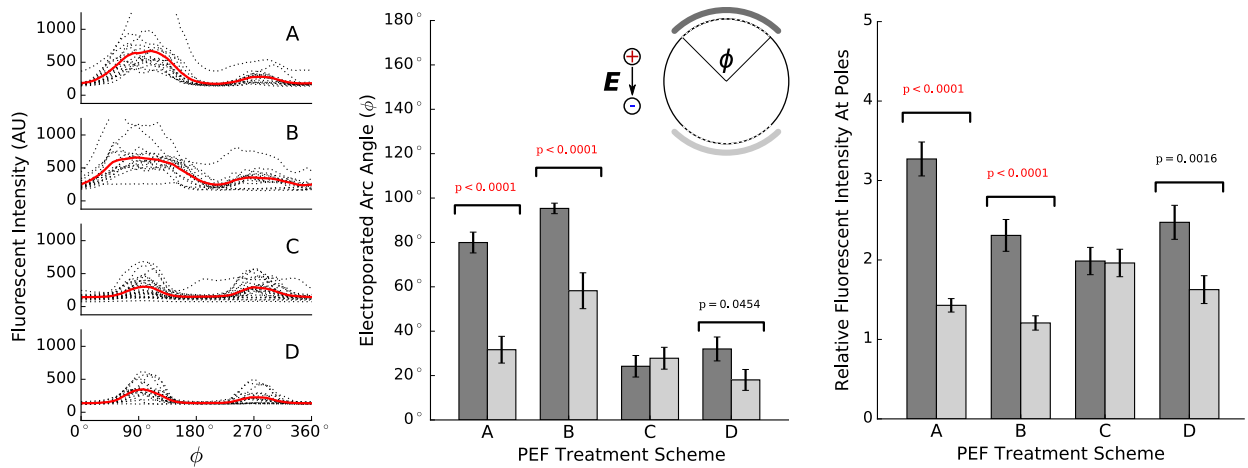 Fluorescent Intensity (AU)
1000
500
0
A
1000
500
0
B
1000
500
0
C
1000
500
0
D
0° 90° 180° 270° 360°
ϕ
Electroporated Arc Angle (ϕ)
180°
160°
140°
120°
100°
80°
60°
40°
20°
0°
p < 0.0001
p < 0.0001
p = 0.0454
+
E
-
ϕ
A B C D
PEF Treatment Scheme
Relative Fluorescent Intensity At Poles
5
4
3
2
1
0
p < 0.0001
p < 0.0001
p = 0.0016
A B C D
PEF Treatment Scheme